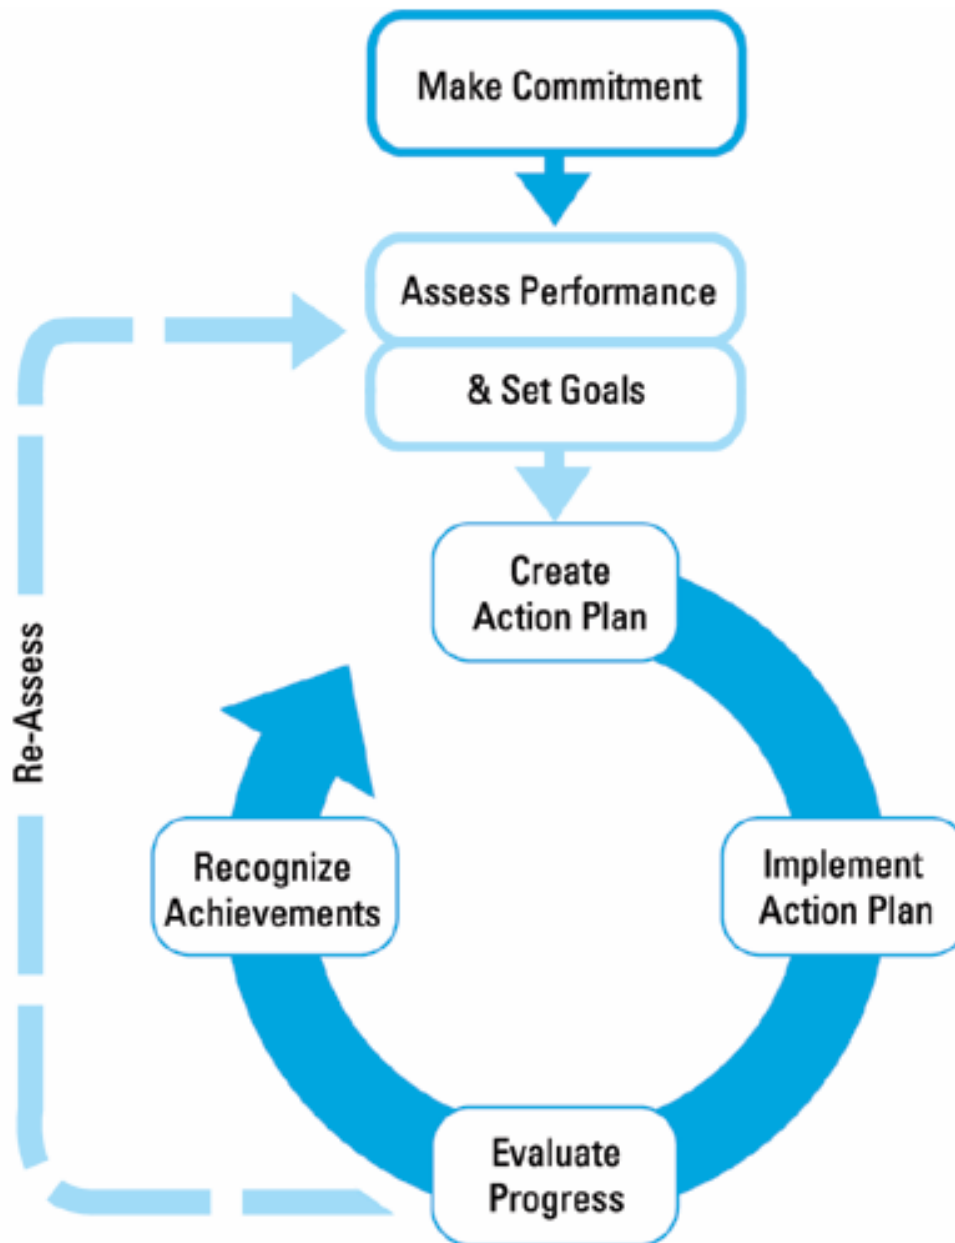 Make Commitment
Assess Performance
& Set Goals
Create
Action Plan
Implement
Action Plan
Evaluate
Progress
Recognize
Achievements
Re-Assess